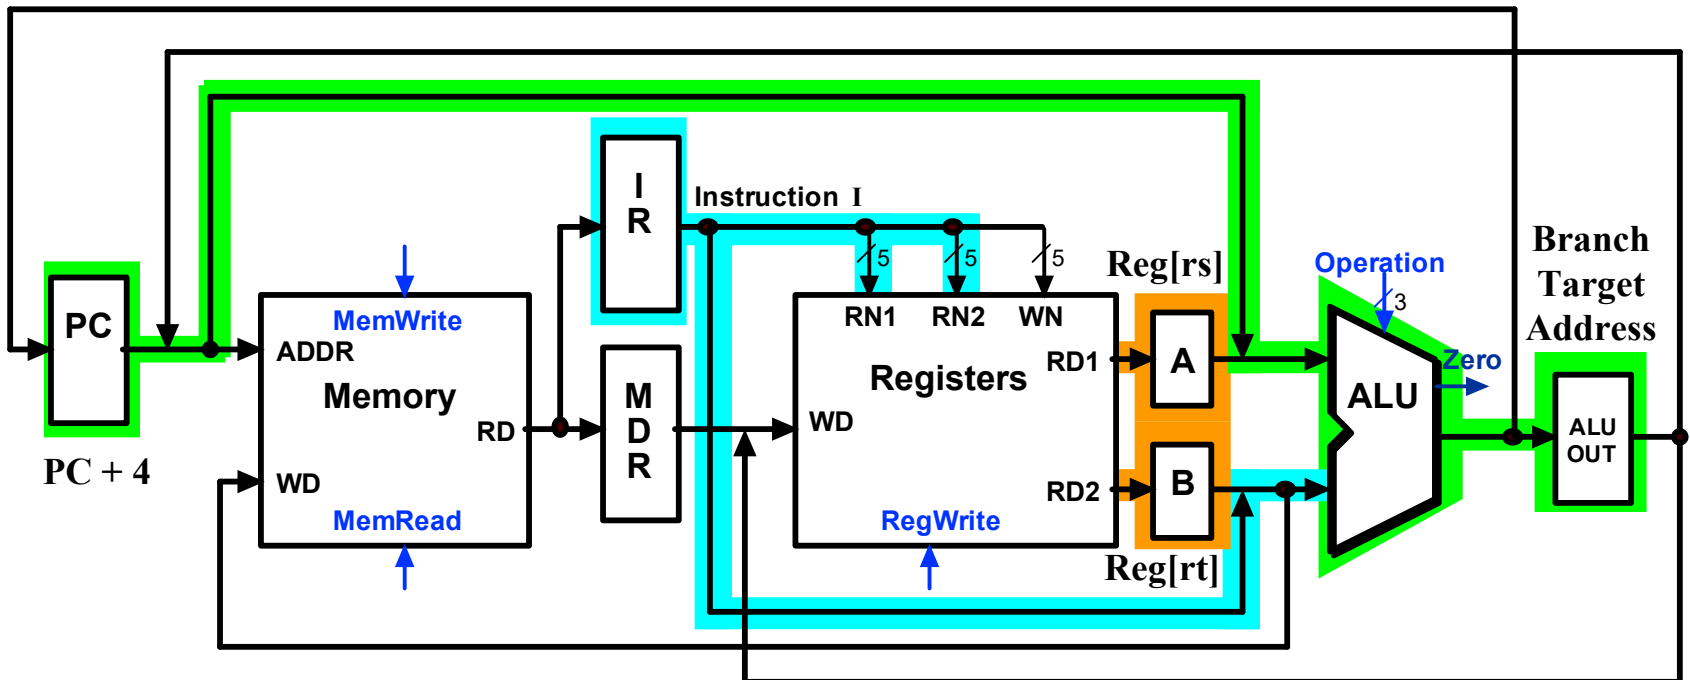 I
R
Instruction I
5
5
5
Branch
Target
Address
Reg[rs]
Operation
3
PC
MemWrite
RN1
RN2
WN
ADDR
Memory
RD
M
D
R
Registers
RD1
A
ALU
Zero
WD
ALU
OUT
PC + 4
WD
MemRead
RD2
B
RegWrite
Reg[rt]